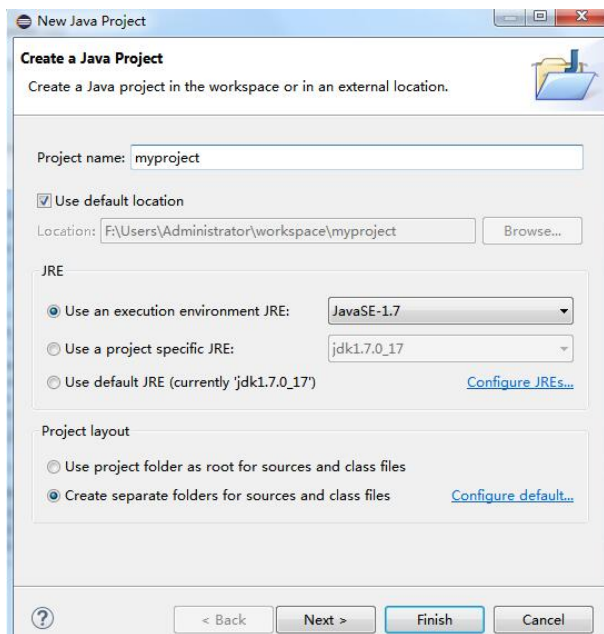 New Java Project
Create a Java Project
Create a Java project in the workspace or in an external location.
Project name: myproject
Use default location
Location: F:\Users\Administrator\workspace\myproject Browse...
JRE
Use an execution environment JRE: JavaSE-1.7
Use a project specific JRE: jdk1.7.0_17
Use default JRE (currently 'jdk1.7.0_17') Configure JREs...
Project layout
Use project folder as root for sources and class files
Create separate folders for sources and class files Configure default...
? < Back Next > Finish Cancel